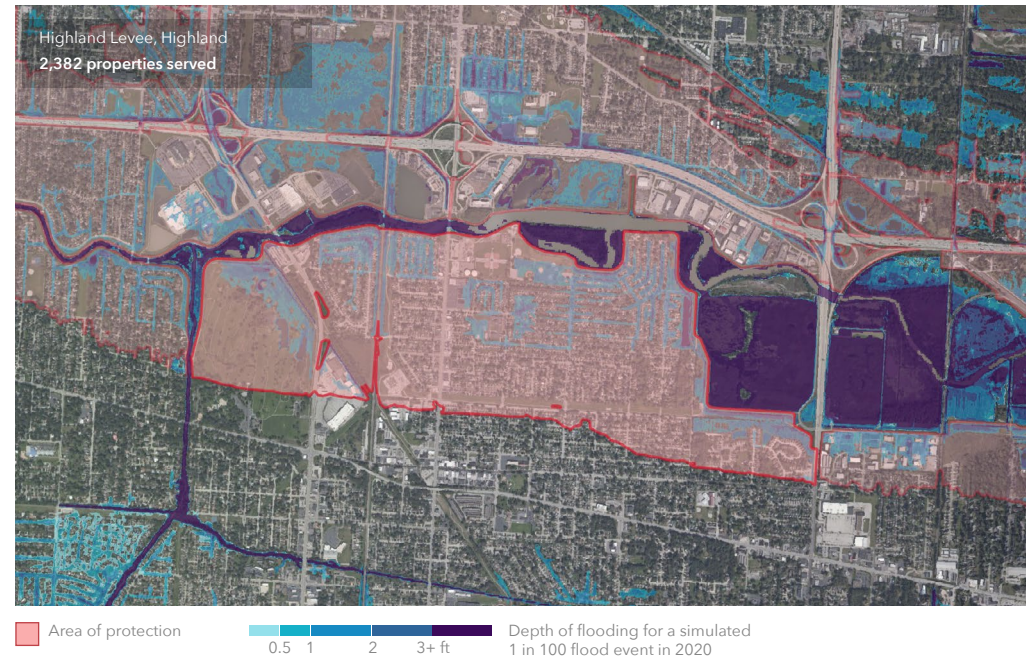 Highland Levee, Highland
2,382 properties served
Area of protection
0.5 1 2 3+ ft
Depth of flooding for a simulated
1 in 100 flood event in 2020